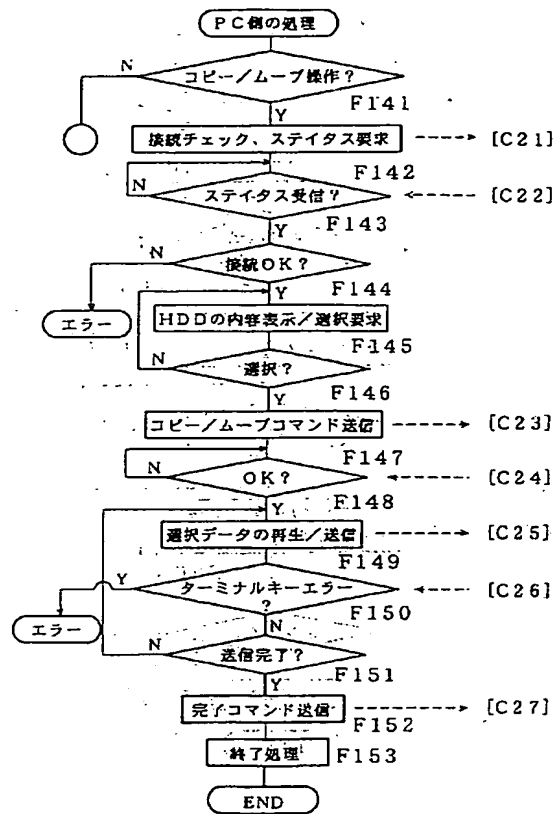 PC側の処理
N
コピー/ムーブ操作?
F141
Y
接続チェック、ステイタス要求
[C21]
F142
N
ステイタス受信?
[C22]
F143
Y
N
接続OK?
F144
エラー
Y
HDDの内容表示/選択要求
F145
N
選択?
F146
Y
コピー/ムーブコマンド送信
[C23]
F147
N
OK?
[C24]
F148
Y
選択データの再生/送信
[C25]
F149
Y
ターミナルキーエラー
?
[C26]
F150
エラー
N
N
送信完了?
F151
Y
完了コマンド送信
[C27]
F152
終了処理
F153
END